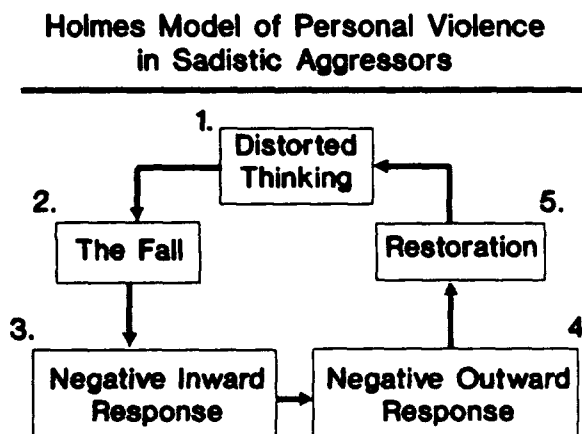 Holmes Model of Personal Violence
in Sadistic Aggressors
1.
Distorted
Thinking
2.
The Fall
3.
Negative Inward
Response
4
Negative Outward
Response
5.
Restoration